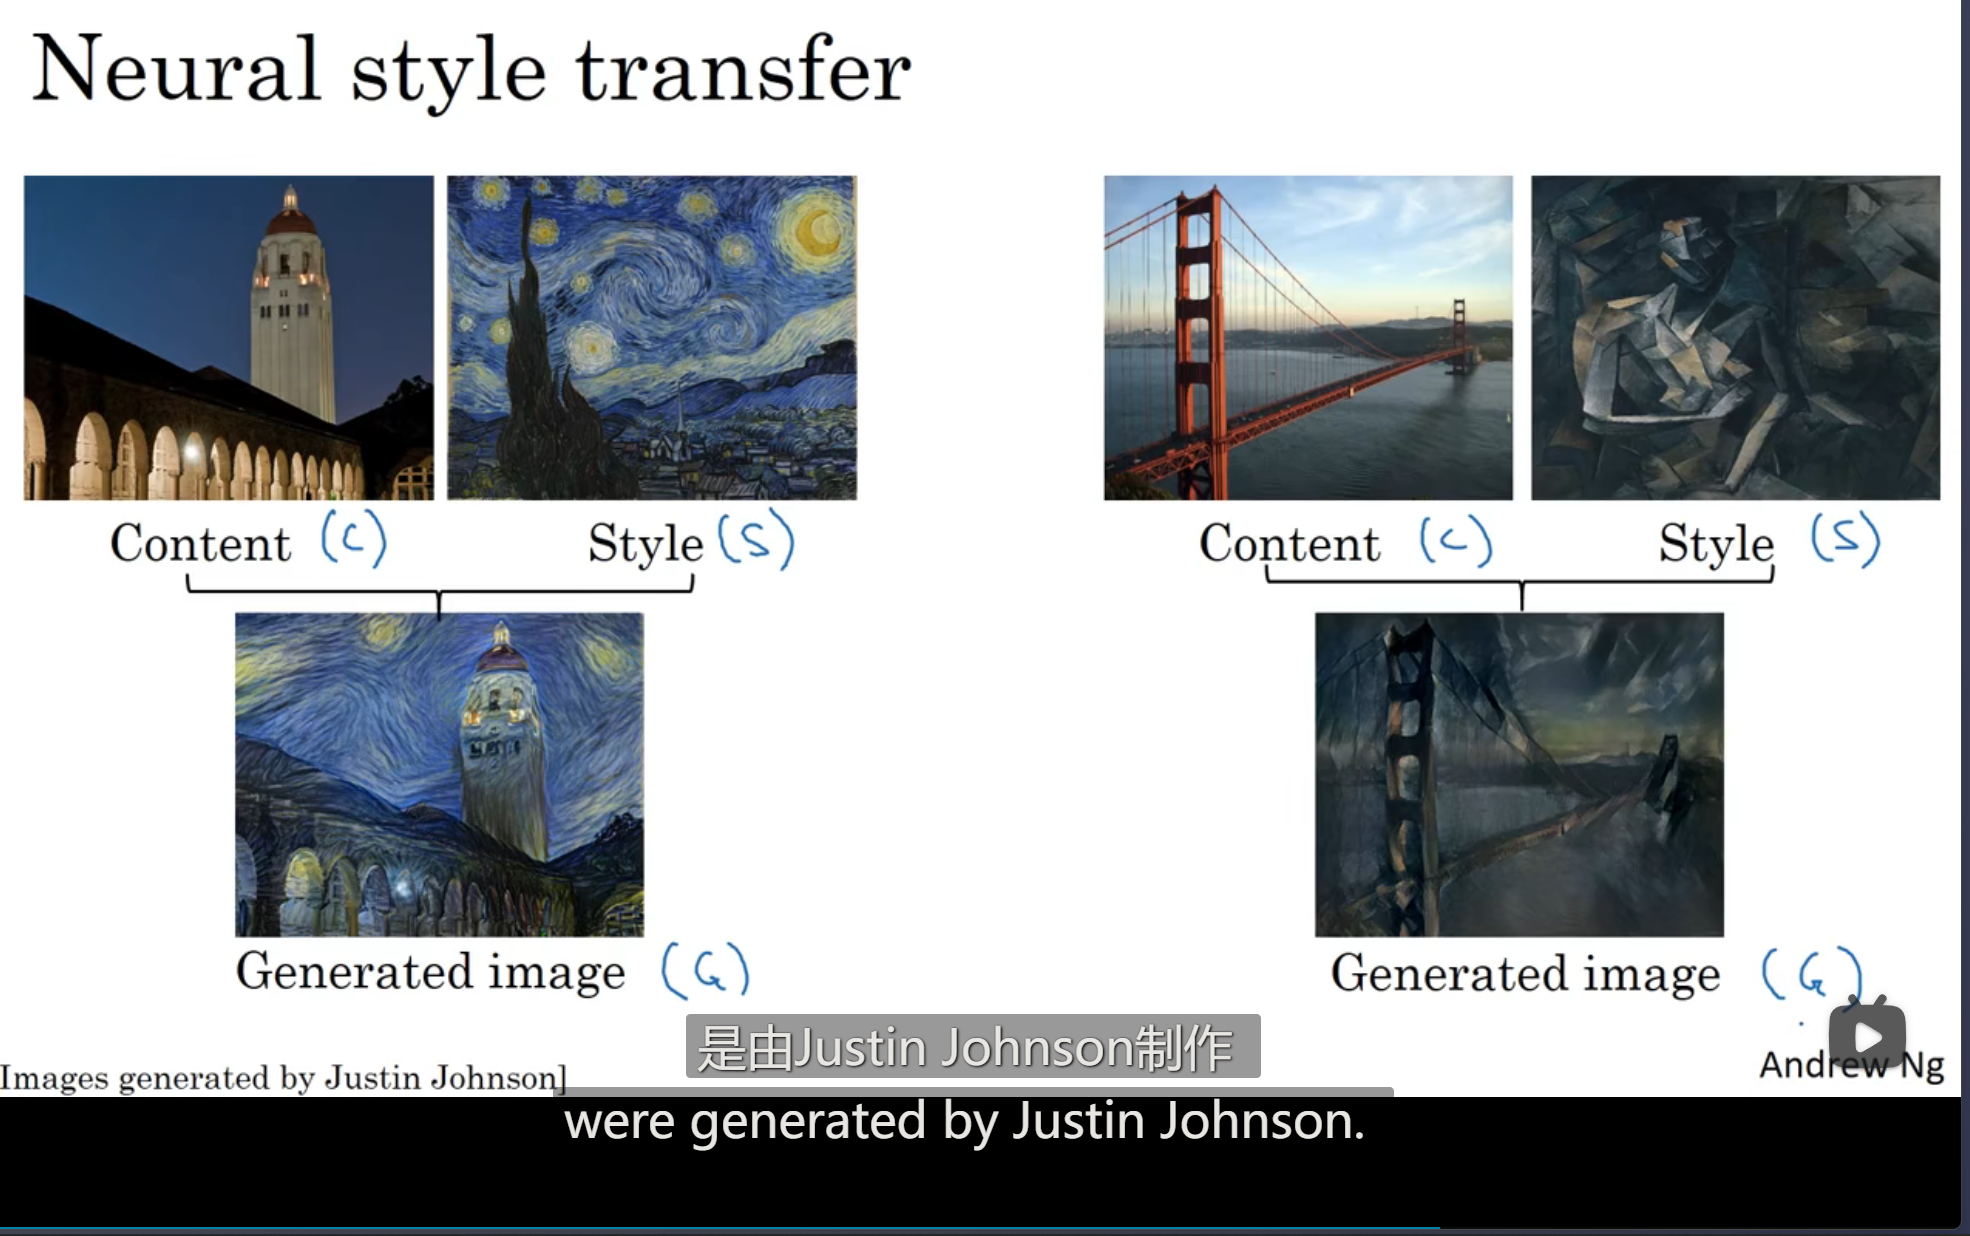 Neural style transfer
Content (C)
Style (S)
Content (C)
Style (S)
Generated image (G)
Generated image (G)
是由Justin Johnson制作
Images generated by Justin Johnson]
Andrew Ng
were generated by Justin Johnson.